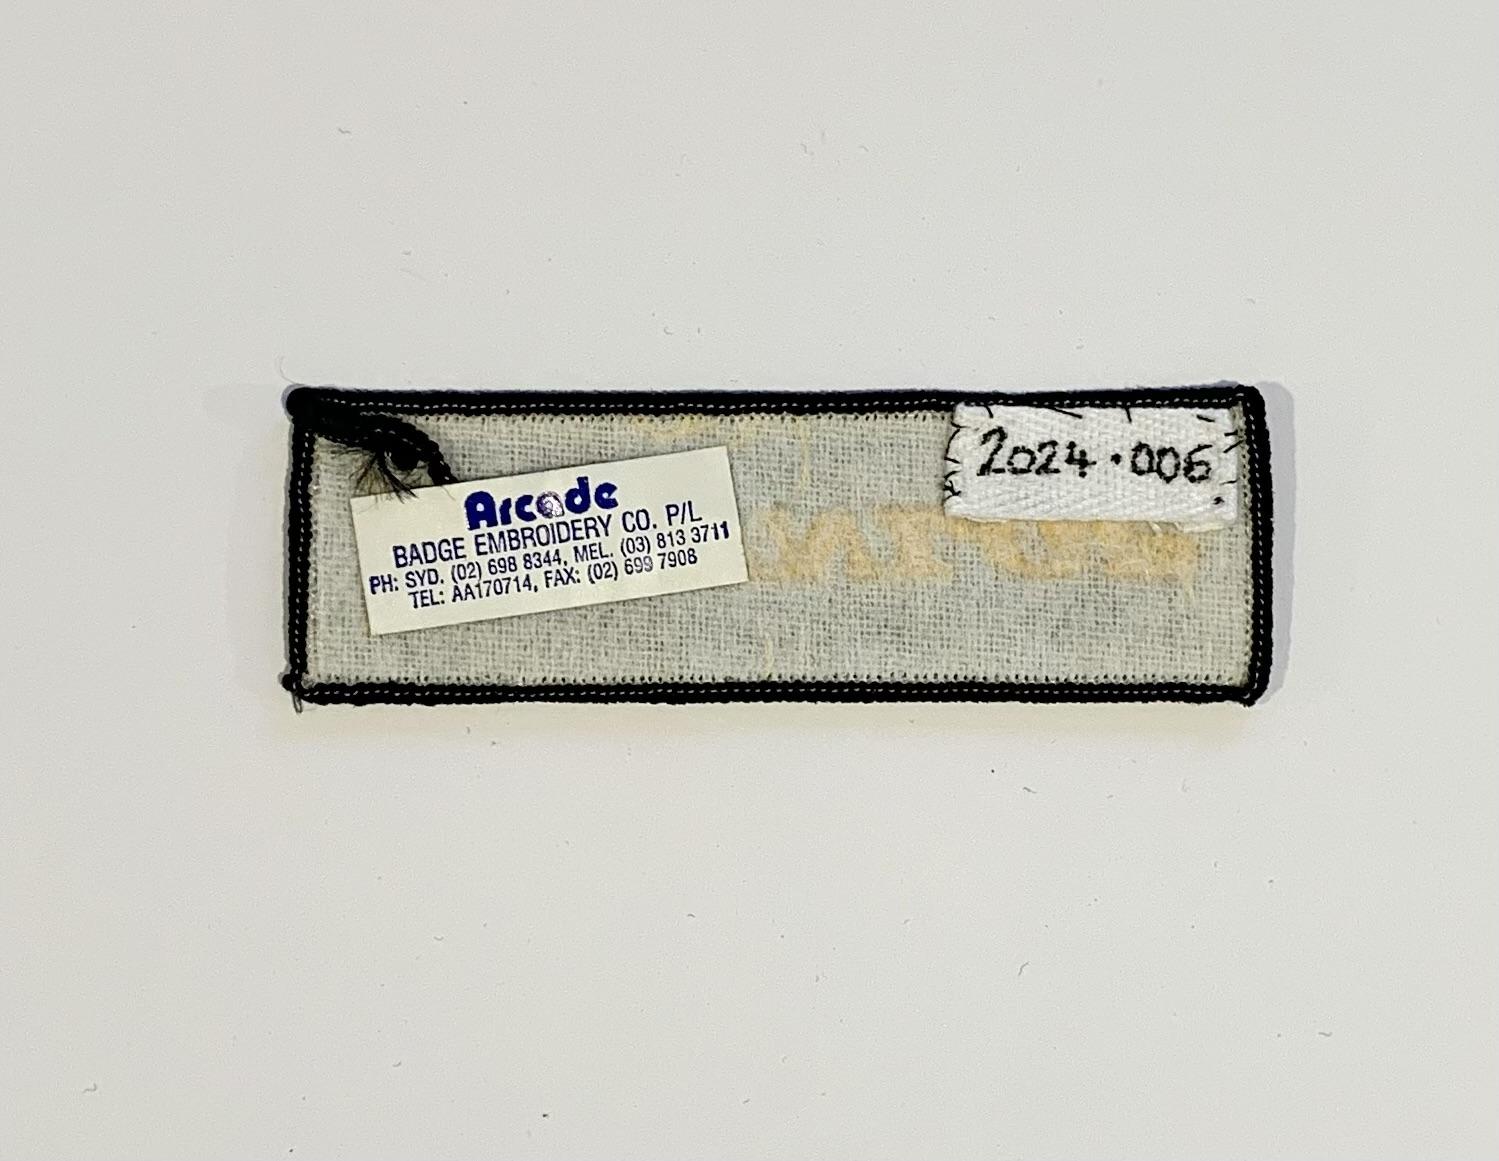 Arcade
BADGE EMBROIDERY CO. P/L
PH: SYD. (02) 698 8344, MEL. (03) 813 3711
TEL: AA170714, FAX: (02) 699 7908
2024.006